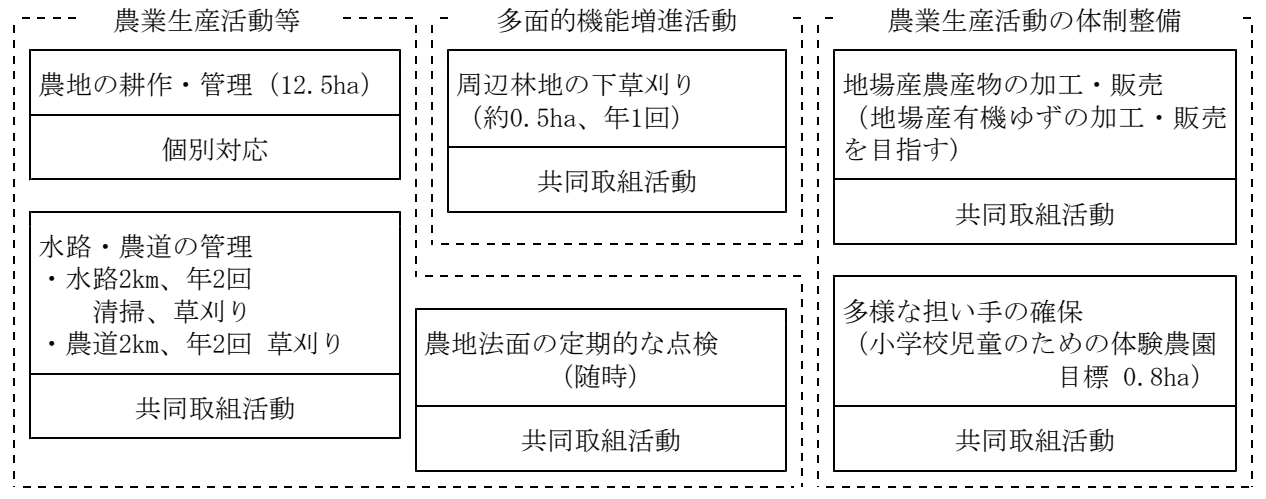 農業生産活動等
農地の耕作・管理（12.5ha）
個別対応
水路・農道の管理
・水路2km、年2回
清掃、草刈り
・農道2km、年2回 草刈り
共同取組活動
農地法面の定期的な点検
（随時）
共同取組活動
多面的機能増進活動
周辺林地の下草刈り
（約0.5ha、年1回）
共同取組活動
農業生産活動の体制整備
地場産農産物の加工・販売
（地場産有機ゆずの加工・販売
を目指す）
共同取組活動
多様な担い手の確保
（小学校児童のための体験農園
目標 0.8ha）
共同取組活動